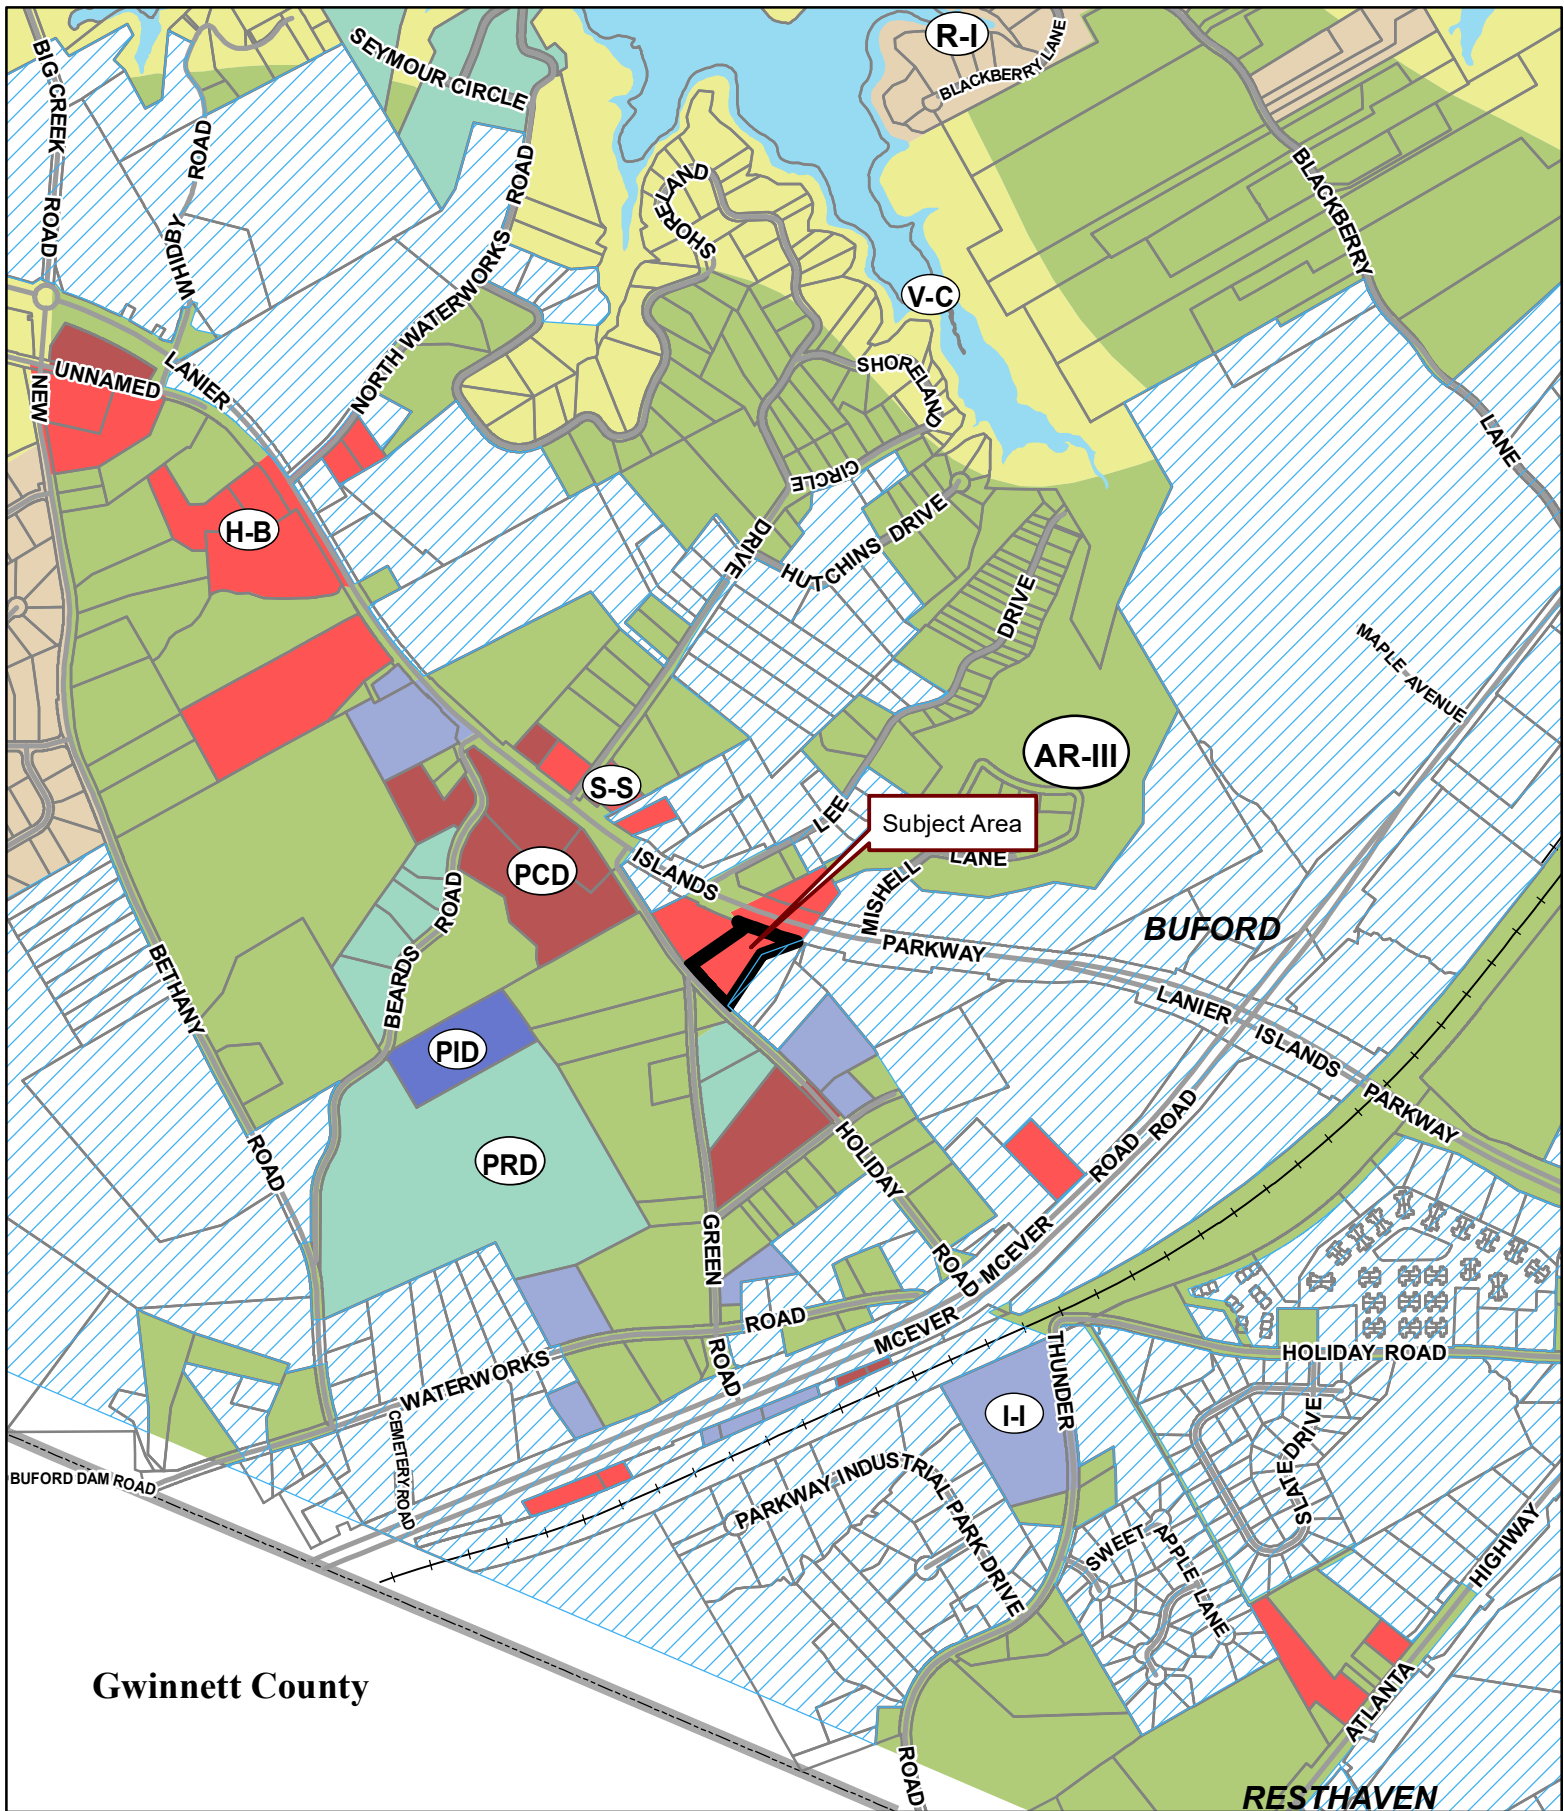 R-I
BLACKBERRY LANE
SEYMOUR CIRCLE
BIG CREEK ROAD
WHIDBY ROAD
NORTH WATERWORKS ROAD
SHORELAND
BLACKBERRY
LANE
V-C
SHORELAND
CIRCLE
DRIVE
HUTCHINS DRIVE
UNNAMED
LANIER
NEW
H-B
DRIVE
MAPLE AVENUE
AR-III
S-S
LEE
Subject Area
MISHELL
LANE
ISLANDS
PARKWAY
PCD
BUFORD
BEARDS ROAD
BETHANY
ROAD
LANIER ISLANDS
PARKWAY
PID
PRD
HOLIDAY
ROAD
GREEN
ROAD
MCEVER
ROAD
ROAD
MCEVER
WATERWORKS
ROAD
THUNDER
ROAD
HOLIDAY ROAD
SLATE DRIVE
I-I
CEMETERY ROAD
BUFORD DAM ROAD
PARKWAY INDUSTRIAL PARK DRIVE
SWEET APPLE LANE
ATLANTA
HIGHWAY
Gwinnett County
RESTHAVEN